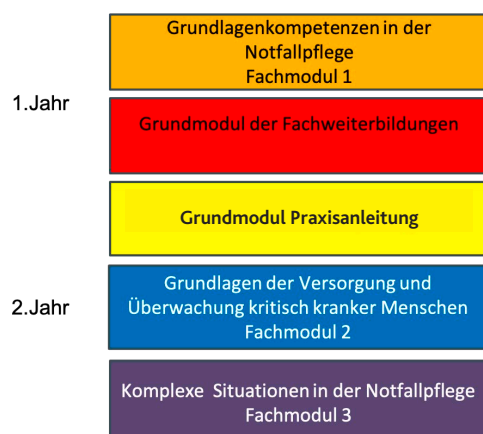 Grundlagenkompetenzen in der
Notfallpflege
Fachmodul 1
1.Jahr
Grundmodul der Fachweiterbildungen
Grundmodul Praxisanleitung
Grundlagen der Versorgung und
Überwachung kritisch kranker Menschen
Fachmodul 2
2.Jahr
Komplexe Situationen in der Notfallpflege
Fachmodul 3